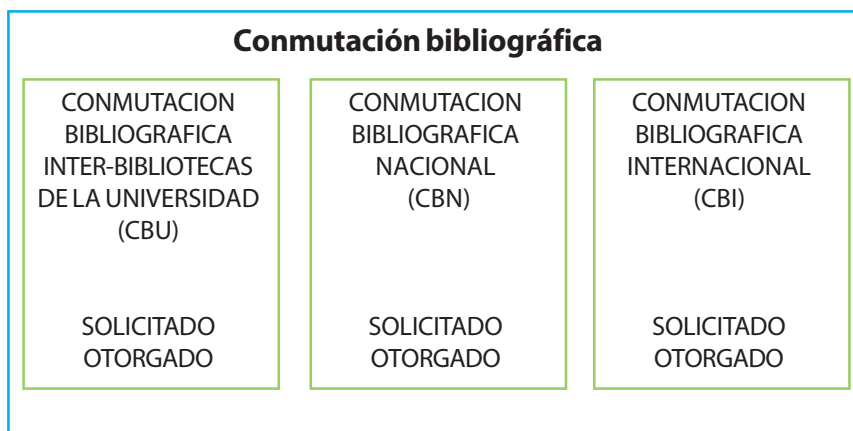 Conmutación bibliográfica
CONMUTACION
BIBLIOGRAFICA
INTER-BIBLIOTECAS
DE LA UNIVERSIDAD
(CBU)
SOLICITADO
OTORGADO
CONMUTACION
BIBLIOGRAFICA
NACIONAL
(CBN)
SOLICITADO
OTORGADO
CONMUTACION
BIBLIOGRAFICA
INTERNACIONAL
(CBI)
SOLICITADO
OTORGADO